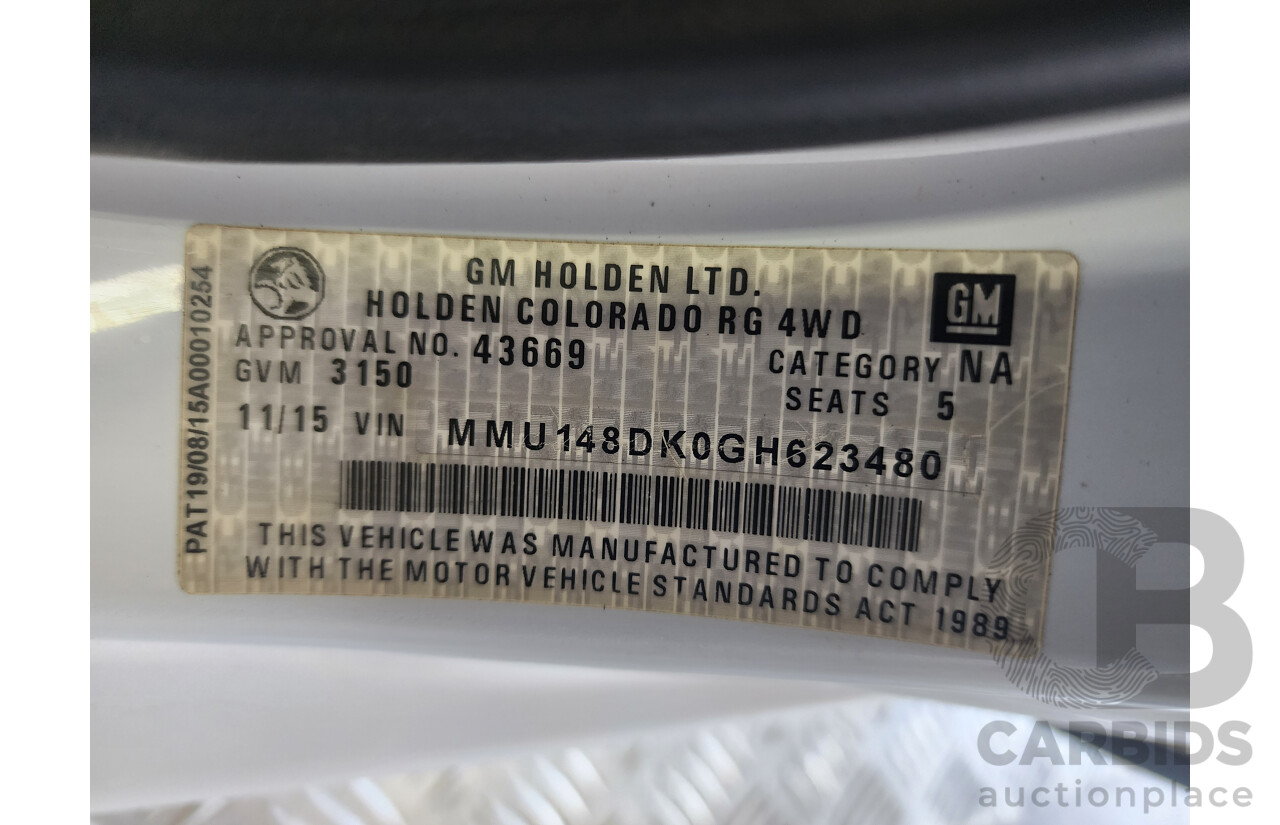 GM HOLDEN LTD.
HOLDEN COLORADO RG 4WD
GM
APPROVAL NO. 43669
CATEGORY NA
GVM 3150
SEATS 5
11/15 VIN MMU148DK0GH623480
THIS VEHICLE WAS MANUFACTURED TO COMPLY
WITH THE MOTOR VEHICLE STANDARDS ACT 1989
PAT19/08/15A00010254
CB
CARBIDS
auctionplace